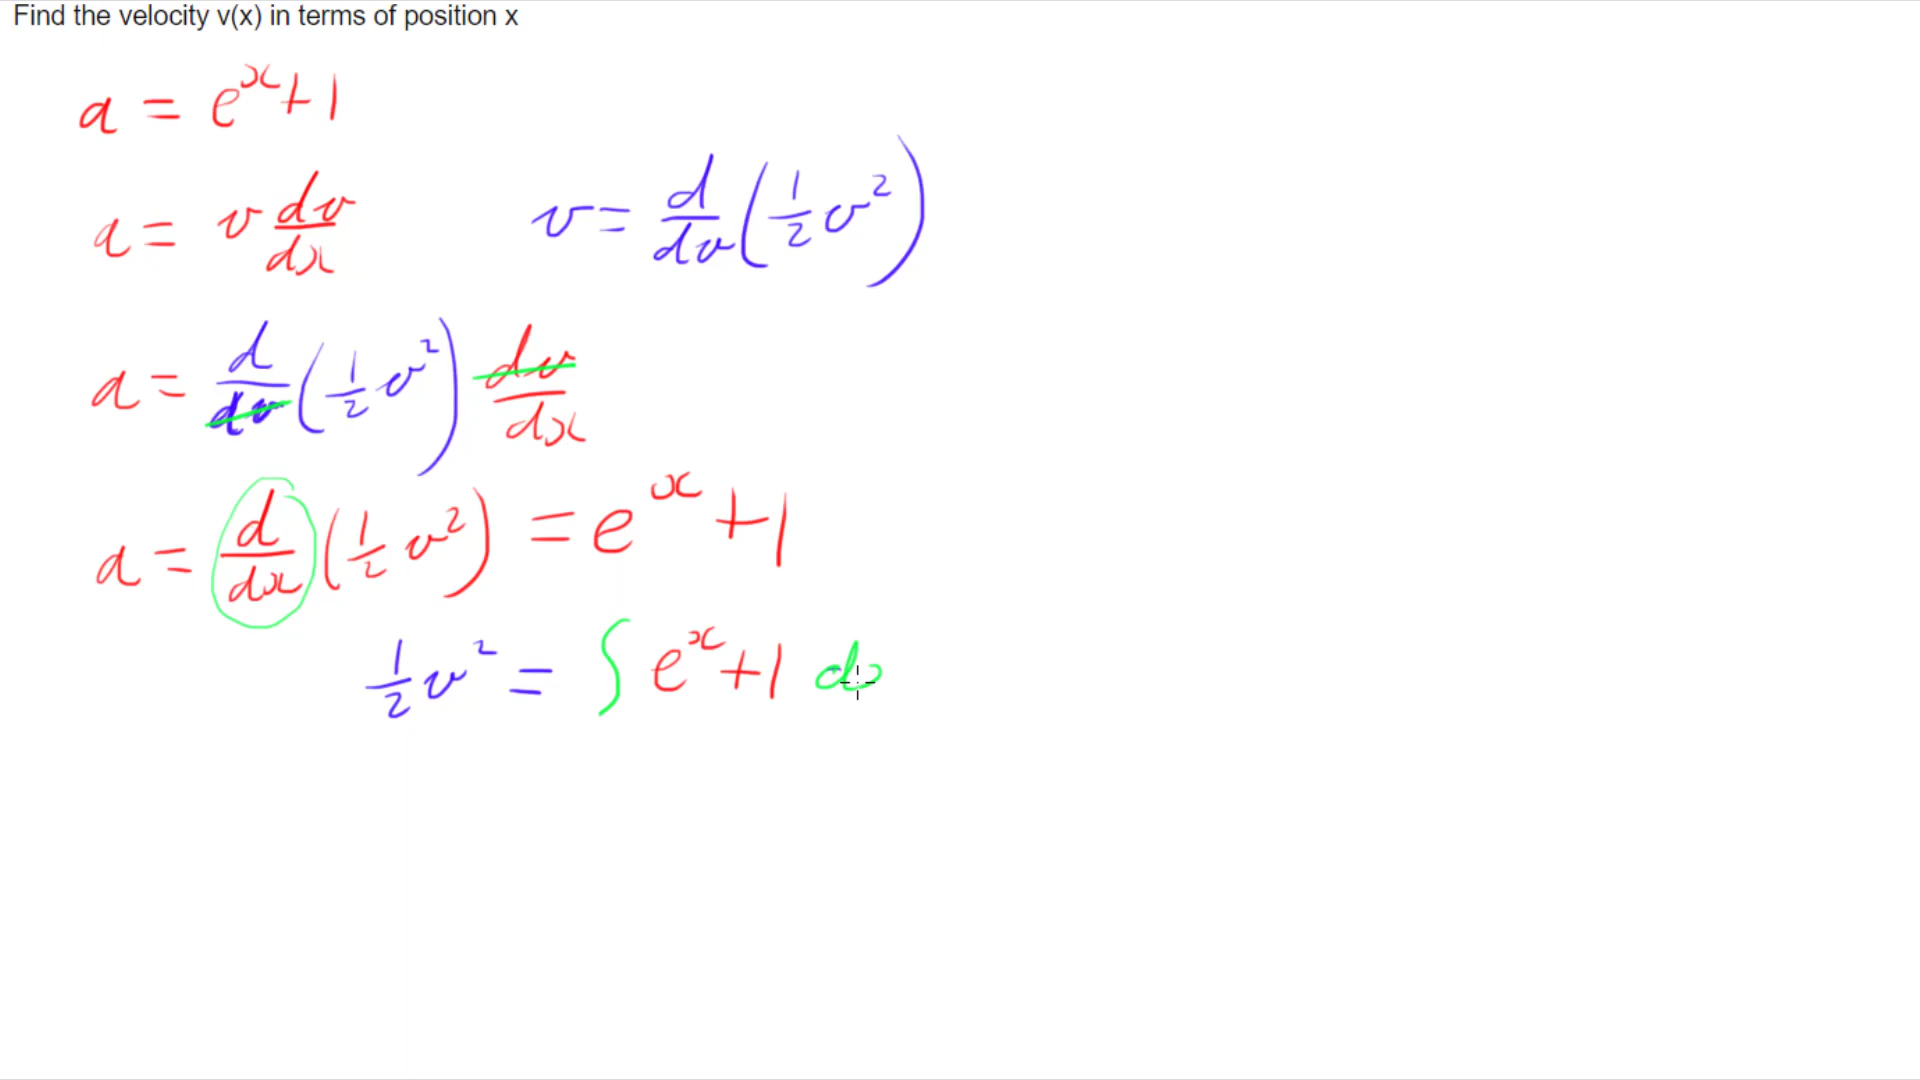 Find the velocity v(x) in terms of position x
a = e^x + 1
a = v dv/dx    v = d/dv (1/2 v^2)
a = d/dv (1/2 v^2) dv/dx
a = d/dx (1/2 v^2) = e^x + 1
1/2 v^2 = ∫ e^x + 1